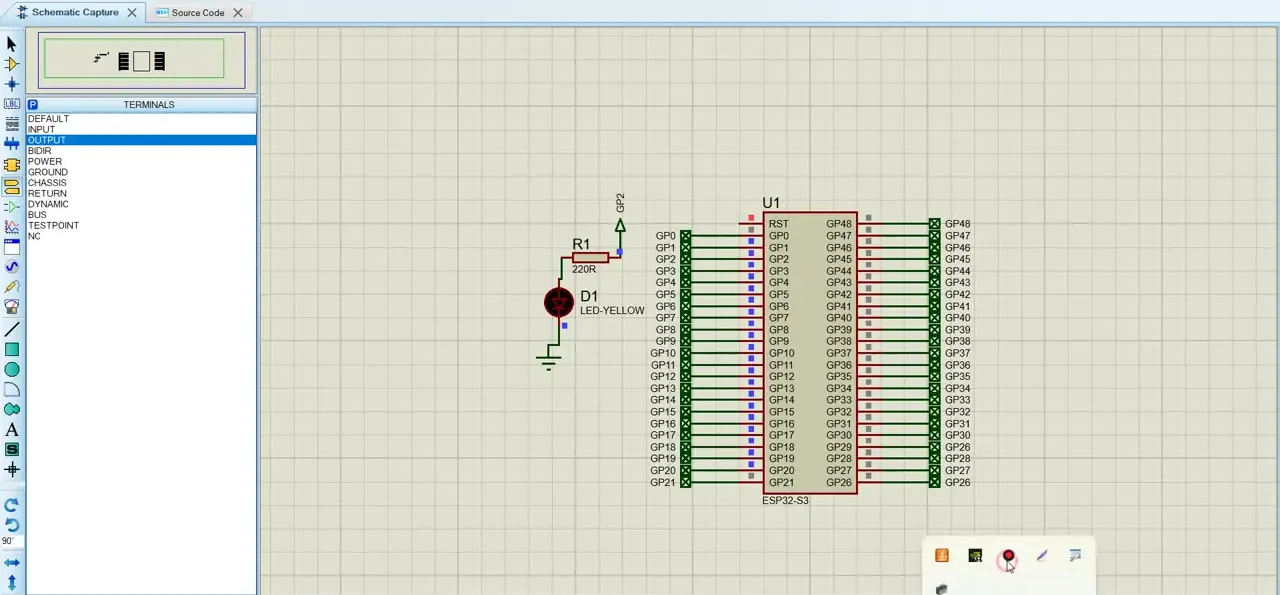 Schematic Capture
Source Code
LBL
P
TERMINALS
DEFAULT
INPUT
OUTPUT
BIDIR
POWER
GROUND
CHASSIS
RETURN
DYNAMIC
BUS
TESTPOINT
NC
A
S
90°
GP2
R1
220R
D1
LED-YELLOW
U1
RST GP48 GP48
GP0 GP0 GP47 GP47
GP1 GP1 GP46 GP46
GP2 GP2 GP45 GP45
GP3 GP3 GP44 GP44
GP4 GP4 GP43 GP43
GP5 GP5 GP42 GP42
GP6 GP6 GP41 GP41
GP7 GP7 GP40 GP40
GP8 GP8 GP39 GP39
GP9 GP9 GP38 GP38
GP10 GP10 GP37 GP37
GP11 GP11 GP36 GP36
GP12 GP12 GP35 GP35
GP13 GP13 GP34 GP34
GP14 GP14 GP33 GP33
GP15 GP15 GP32 GP32
GP16 GP16 GP31 GP31
GP17 GP17 GP30 GP30
GP18 GP18 GP29 GP26
GP19 GP19 GP28 GP28
GP20 GP20 GP27 GP27
GP21 GP21 GP26 GP26
ESP32-S3